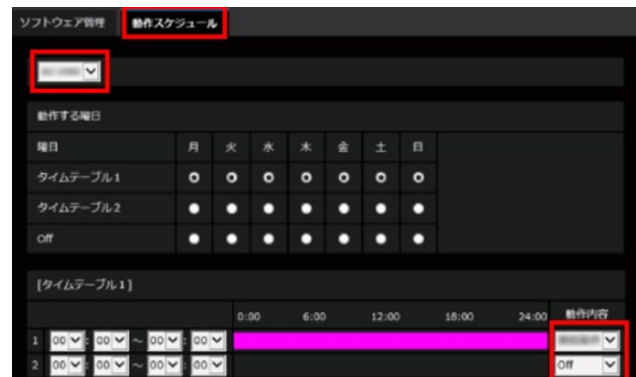 ソフトウェア管理 動作スケジュール
動作する曜日
曜日 月 火 水 木 金 土 日
タイムテーブル1
タイムテーブル2
Off
[タイムテーブル1]
0:00 6:00 12:00 18:00 24:00 動作内容
1 00 : 00 ~ 00 : 00
2 00 : 00 ~ 00 : 00 Off